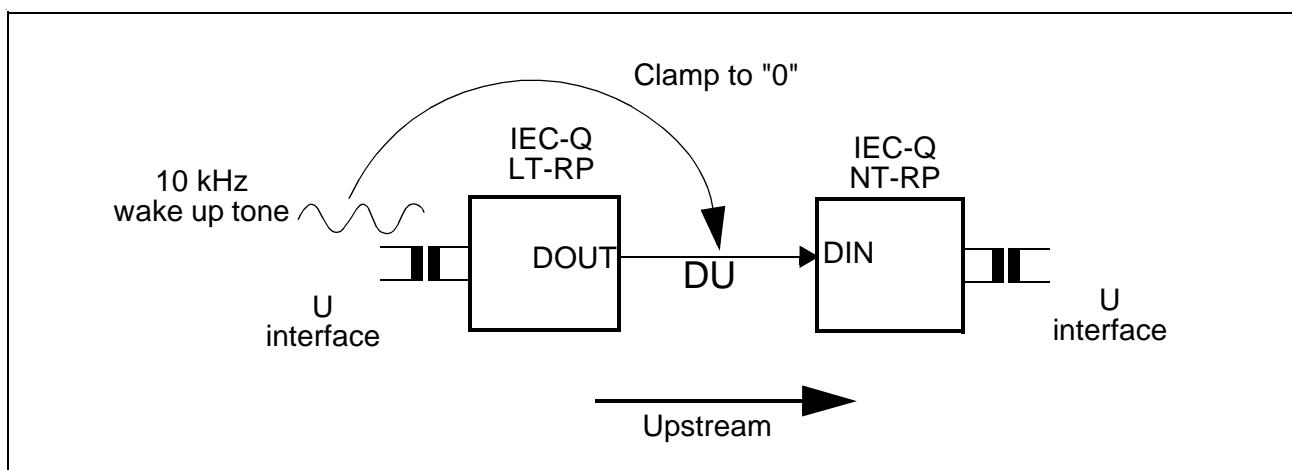 Clamp to "0"
IEC-Q
LT-RP
IEC-Q
NT-RP
10 kHz
wake up tone
DOUT
DU
DIN
U
interface
U
interface
Upstream